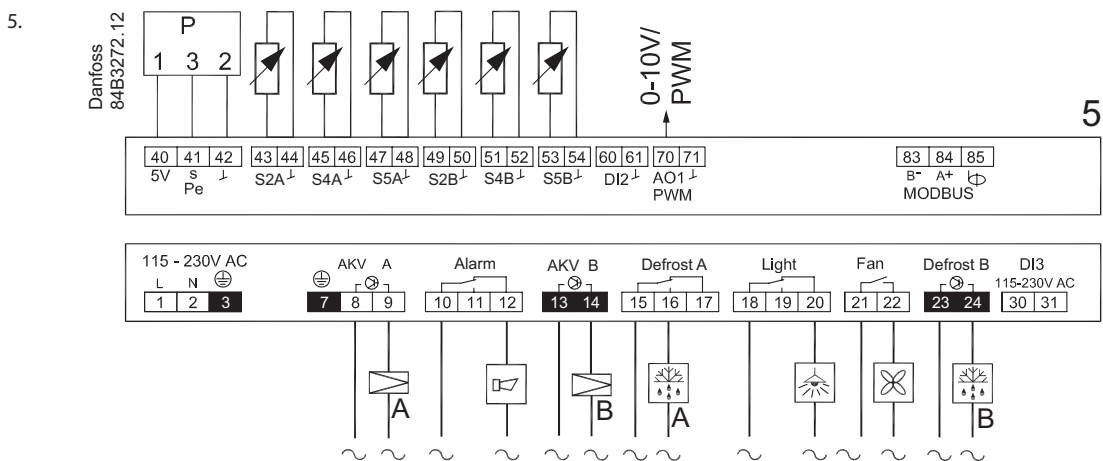 5.
Danfoss
84B3272.12
P
1 3 2
0-10V/
PWM
5
40 41 42 43 44 45 46 47 48 49 50 51 52 53 54 60 61 70 71 83 84 85
5V s S2A S4A S5A S2B S4B S5B DI2 AO1 B- A+
Pe PWM MODBUS
115 - 230V AC AKV A Alarm AKV B Defrost A Light Fan Defrost B DI3
L N 115-230V AC
1 2 3 7 8 9 10 11 12 13 14 15 16 17 18 19 20 21 22 23 24 30 31
A B A B